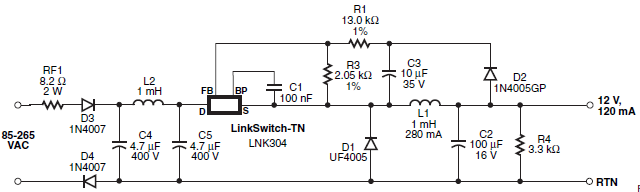 R1
13.0 kΩ
1%
RF1
8.2 Ω
2 W
L2
1 mH
FB
BP
R3
2.05 kΩ
1%
C3
10 µF
35 V
D2
1N4005GP
C1
100 nF
D
S
12 V,
120 mA
D3
1N4007
LinkSwitch-TN
LNK304
L1
1 mH
280 mA
85-265
VAC
C4
4.7 µF
400 V
C5
4.7 µF
400 V
D1
UF4005
C2
100 µF
16 V
R4
3.3 kΩ
D4
1N4007
RTN